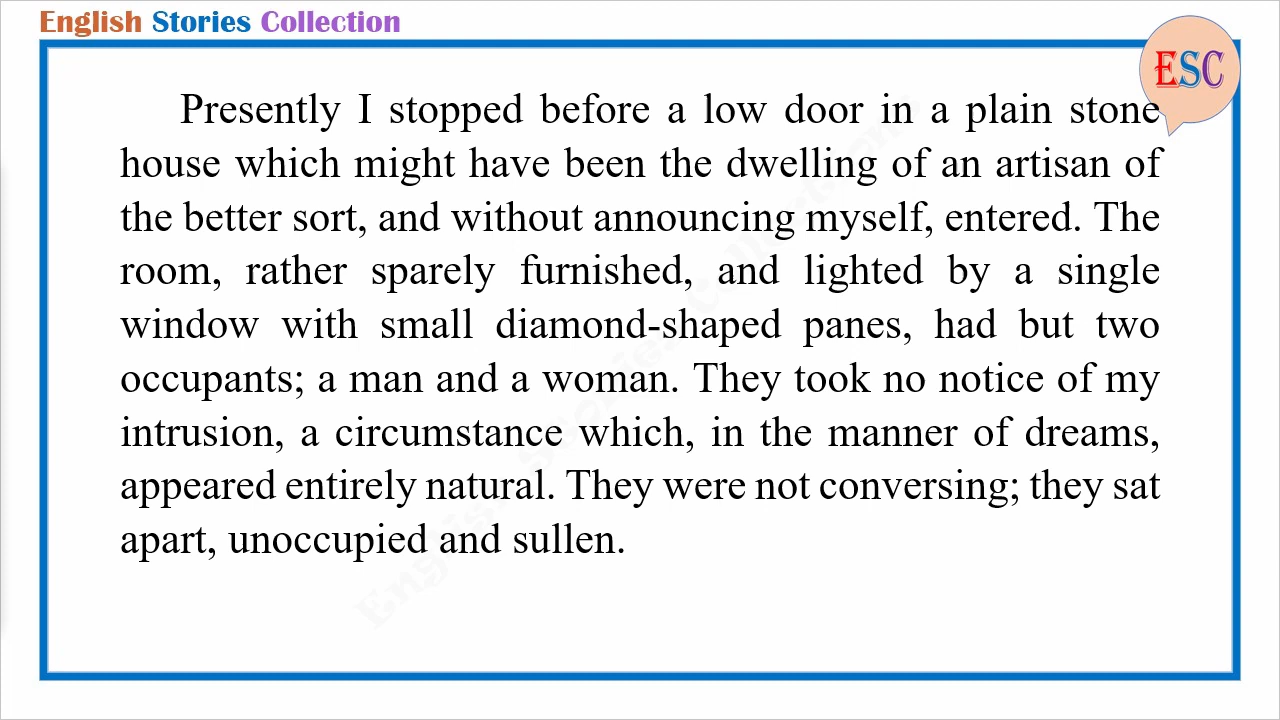 English Stories Collection
ESC
Presently I stopped before a low door in a plain stone
house which might have been the dwelling of an artisan of
the better sort, and without announcing myself, entered. The
room, rather sparely furnished, and lighted by a single
window with small diamond-shaped panes, had but two
occupants; a man and a woman. They took no notice of my
intrusion, a circumstance which, in the manner of dreams,
appeared entirely natural. They were not conversing; they sat
apart, unoccupied and sullen.
English Stories Collections